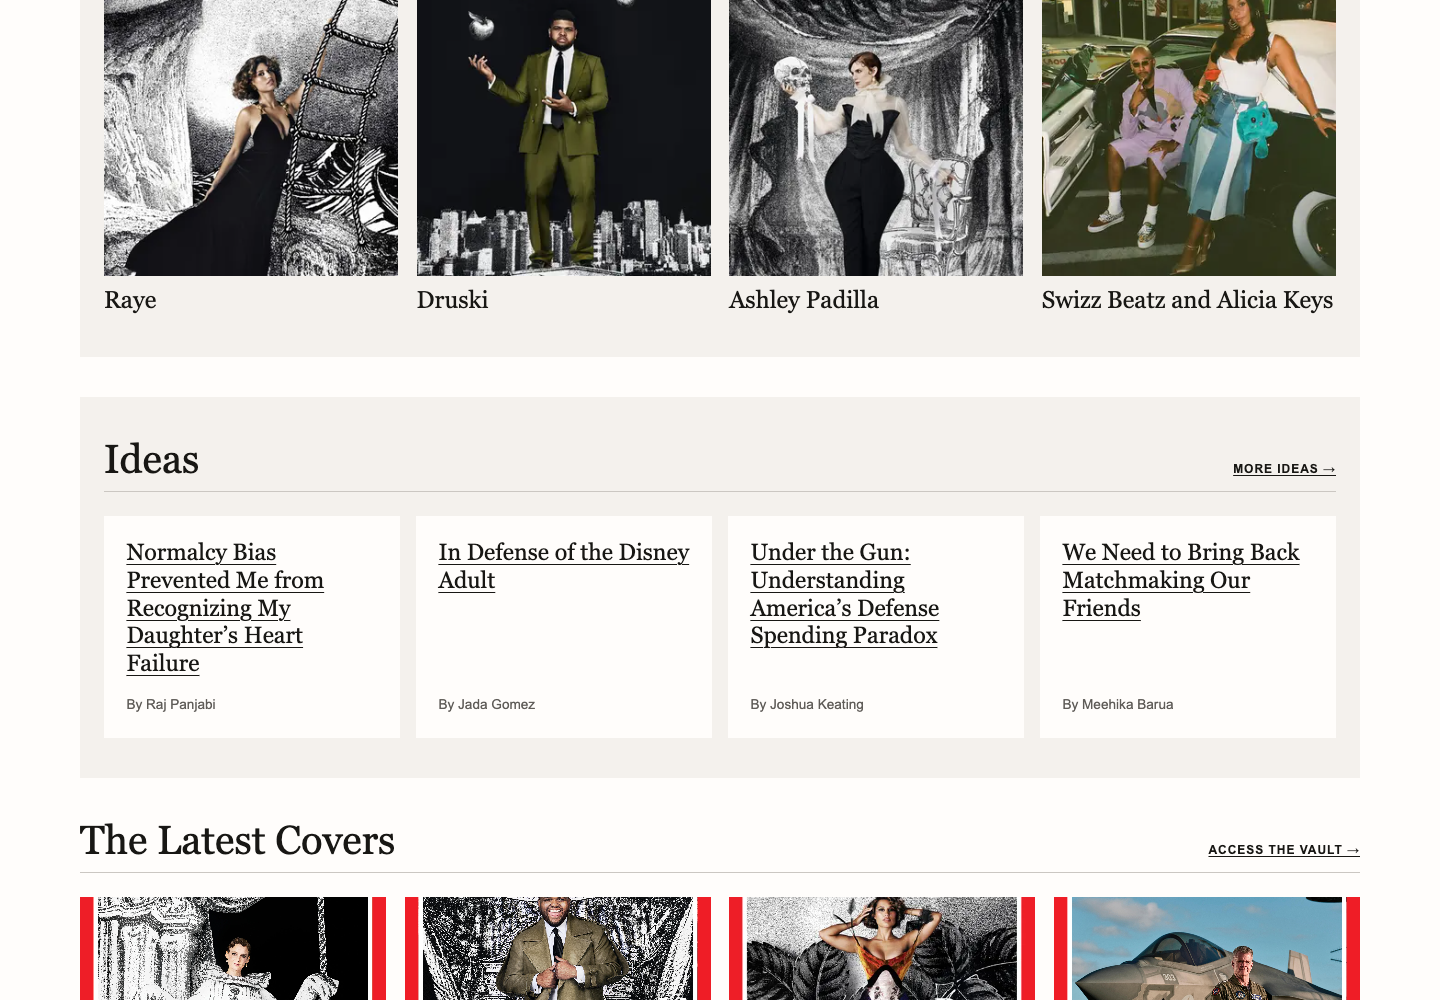 Raye
Druski
Ashley Padilla
Swizz Beatz and Alicia Keys
Ideas
MORE IDEAS →
Normalcy Bias
Prevented Me from
Recognizing My
Daughter’s Heart
Failure
By Raj Panjabi
In Defense of the Disney
Adult
By Jada Gomez
Under the Gun:
Understanding
America’s Defense
Spending Paradox
By Joshua Keating
We Need to Bring Back
Matchmaking Our
Friends
By Meehika Barua
The Latest Covers
ACCESS THE VAULT →